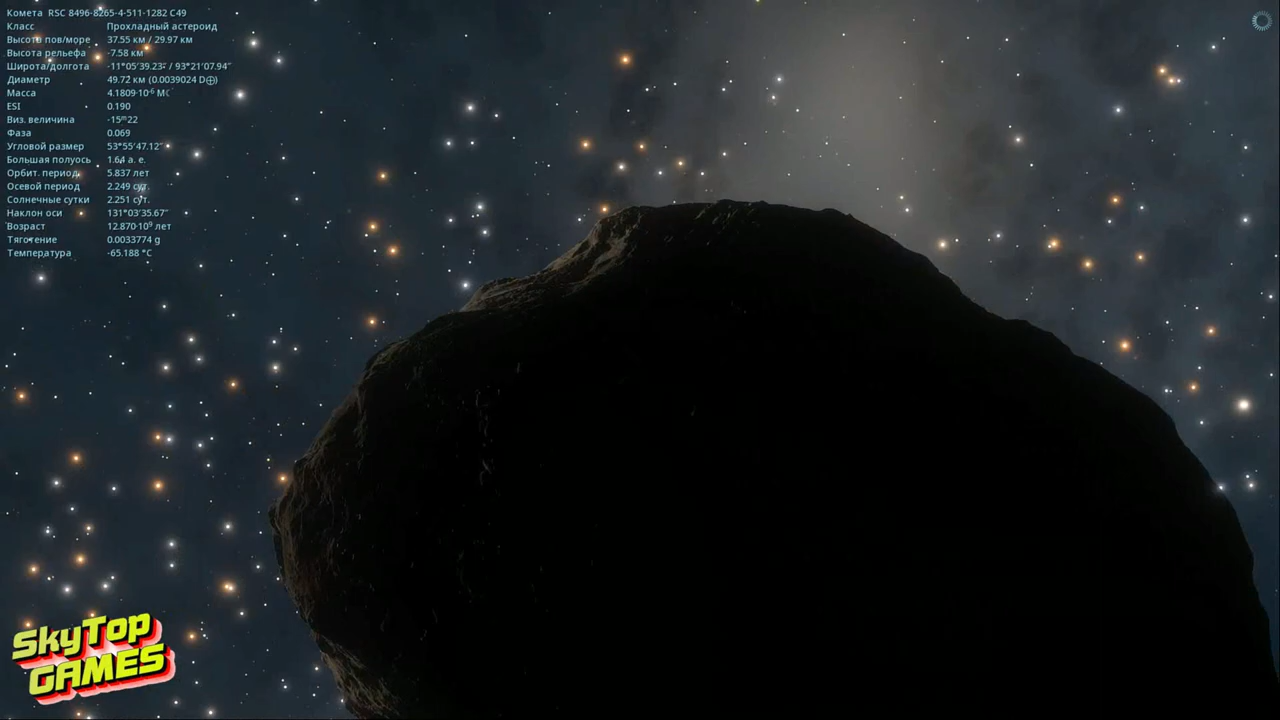 Комета RSC 8496-8265-4-511-1282 C49
Класс Прохладный астероид
Высота пов/море 37.55 км / 29.97 км
Высота рельефа -7.58 км
Широта/долгота -11°05′39.23″ / 93°21′07.94″
Диаметр 49.72 км (0.0039024 D⊕)
Масса 4.1809·10⁻⁶ M☾
ESI 0.190
Виз. величина -15ᵐ22
Фаза 0.069
Угловой размер 53°55′47.12″
Большая полуось 1.64 а. е.
Орбит. период 5.837 лет
Осевой период 2.249 сут.
Солнечные сутки 2.251 сут.
Наклон оси 131°03′35.67″
Возраст 12.870·10⁹ лет
Тяготение 0.0033774 g
Температура -65.188 °C
SkyTop
GAMES